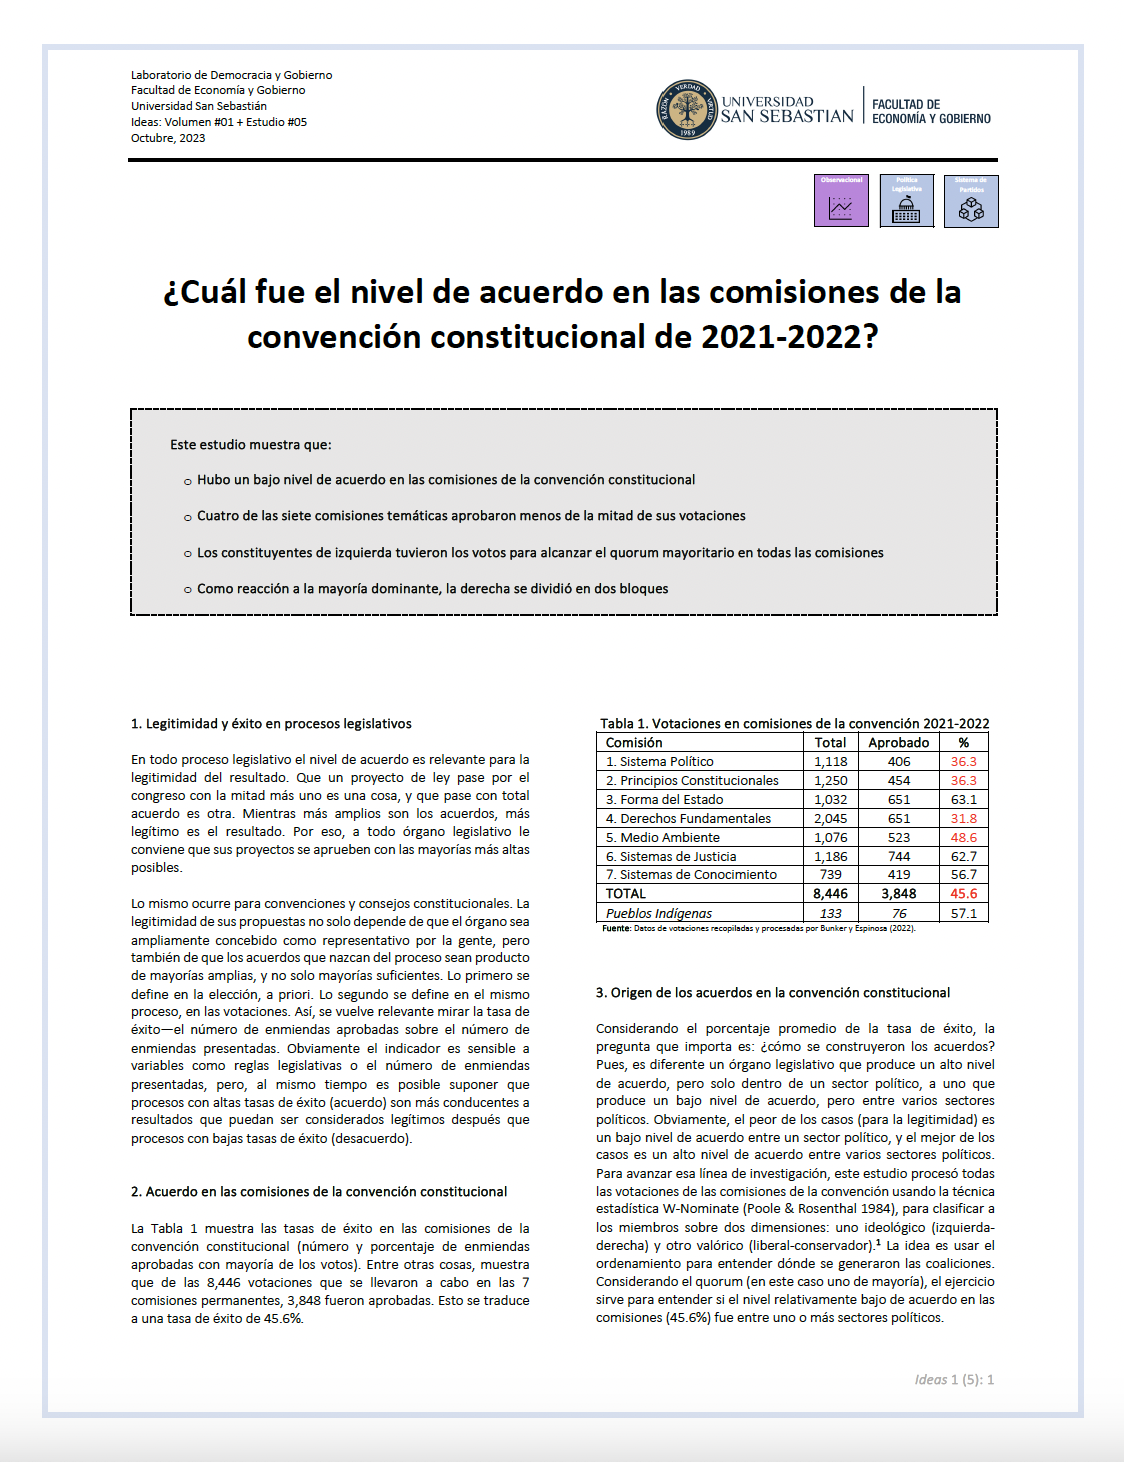 Laboratorio de Democracia y Gobierno
Facultad de Economía y Gobierno
Universidad San Sebastián
Ideas: Volumen #01 + Estudio #05
Octubre, 2023
RAZÓN VERDAD VIRTUD
1989
UNIVERSIDAD
SAN SEBASTIAN
FACULTAD DE
ECONOMÍA Y GOBIERNO
Observacional
Política
Legislativa
Sistema de
Partidos
¿Cuál fue el nivel de acuerdo en las comisiones de la
convención constitucional de 2021-2022?
Este estudio muestra que:
o Hubo un bajo nivel de acuerdo en las comisiones de la convención constitucional
o Cuatro de las siete comisiones temáticas aprobaron menos de la mitad de sus votaciones
o Los constituyentes de izquierda tuvieron los votos para alcanzar el quorum mayoritario en todas las comisiones
o Como reacción a la mayoría dominante, la derecha se dividió en dos bloques
1. Legitimidad y éxito en procesos legislativos
En todo proceso legislativo el nivel de acuerdo es relevante para la
legitimidad del resultado. Que un proyecto de ley pase por el
congreso con la mitad más uno es una cosa, y que pase con total
acuerdo es otra. Mientras más amplios son los acuerdos, más
legítimo es el resultado. Por eso, a todo órgano legislativo le
conviene que sus proyectos se aprueben con las mayorías más altas
posibles.
Lo mismo ocurre para convenciones y consejos constitucionales. La
legitimidad de sus propuestas no solo depende de que el órgano sea
ampliamente concebido como representativo por la gente, pero
también de que los acuerdos que nazcan del proceso sean producto
de mayorías amplias, y no solo mayorías suficientes. Lo primero se
define en la elección, a priori. Lo segundo se define en el mismo
proceso, en las votaciones. Así, se vuelve relevante mirar la tasa de
éxito—el número de enmiendas aprobadas sobre el número de
enmiendas presentadas. Obviamente el indicador es sensible a
variables como reglas legislativas o el número de enmiendas
presentadas, pero, al mismo tiempo es posible suponer que
procesos con altas tasas de éxito (acuerdo) son más conducentes a
resultados que puedan ser considerados legítimos después que
procesos con bajas tasas de éxito (desacuerdo).
2. Acuerdo en las comisiones de la convención constitucional
La Tabla 1 muestra las tasas de éxito en las comisiones de la
convención constitucional (número y porcentaje de enmiendas
aprobadas con mayoría de los votos). Entre otras cosas, muestra
que de las 8,446 votaciones que se llevaron a cabo en las 7
comisiones permanentes, 3,848 fueron aprobadas. Esto se traduce
a una tasa de éxito de 45.6%.
Tabla 1. Votaciones en comisiones de la convención 2021-2022
Comisión Total Aprobado %
1. Sistema Político 1,118 406 36.3
2. Principios Constitucionales 1,250 454 36.3
3. Forma del Estado 1,032 651 63.1
4. Derechos Fundamentales 2,045 651 31.8
5. Medio Ambiente 1,076 523 48.6
6. Sistemas de Justicia 1,186 744 62.7
7. Sistemas de Conocimiento 739 419 56.7
TOTAL 8,446 3,848 45.6
Pueblos Indígenas 133 76 57.1
Fuente: Datos de votaciones recopiladas y procesadas por Bunker y Espinosa (2022).
3. Origen de los acuerdos en la convención constitucional
Considerando el porcentaje promedio de la tasa de éxito, la
pregunta que importa es: ¿cómo se construyeron los acuerdos?
Pues, es diferente un órgano legislativo que produce un alto nivel
de acuerdo, pero solo dentro de un sector político, a uno que
produce un bajo nivel de acuerdo, pero entre varios sectores
políticos. Obviamente, el peor de los casos (para la legitimidad) es
un bajo nivel de acuerdo entre un sector político, y el mejor de los
casos es un alto nivel de acuerdo entre varios sectores políticos.
Para avanzar esa línea de investigación, este estudio procesó todas
las votaciones de las comisiones de la convención usando la técnica
estadística W-Nominate (Poole & Rosenthal 1984), para clasificar a
los miembros sobre dos dimensiones: uno ideológico (izquierda-
derecha) y otro valórico (liberal-conservador).¹ La idea es usar el
ordenamiento para entender dónde se generaron las coaliciones.
Considerando el quorum (en este caso uno de mayoría), el ejercicio
sirve para entender si el nivel relativamente bajo de acuerdo en las
comisiones (45.6%) fue entre uno o más sectores políticos.
Ideas 1 (5): 1